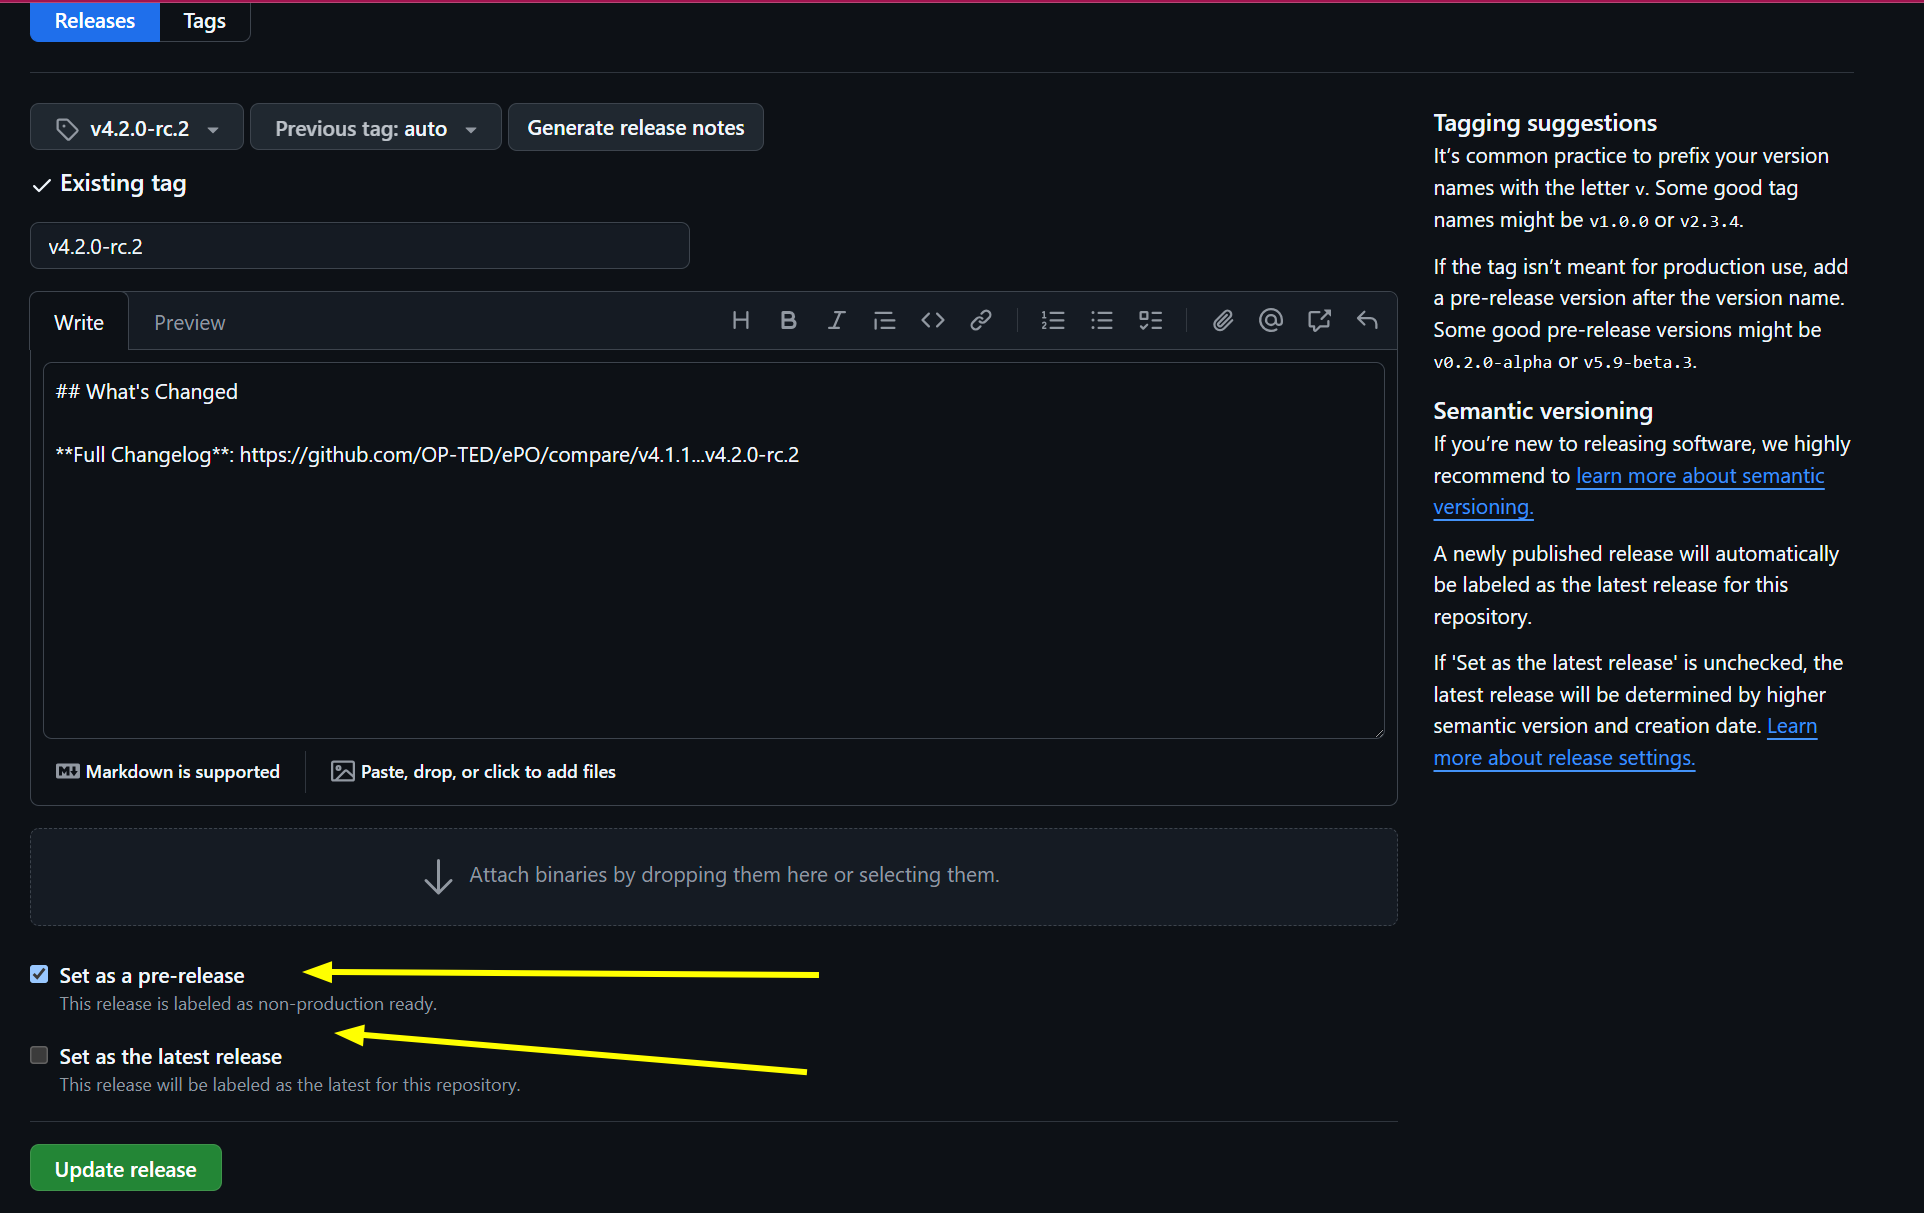 Releases
Tags
v4.2.0-rc.2
Previous tag: auto
Generate release notes
Existing tag
v4.2.0-rc.2
Write
Preview
## What's Changed
**Full Changelog**: https://github.com/OP-TED/ePO/compare/v4.1.1...v4.2.0-rc.2
Markdown is supported
Paste, drop, or click to add files
Attach binaries by dropping them here or selecting them.
Set as a pre-release
This release is labeled as non-production ready.
Set as the latest release
This release will be labeled as the latest for this repository.
Update release
Tagging suggestions
It’s common practice to prefix your version
names with the letter v. Some good tag
names might be v1.0.0 or v2.3.4.
If the tag isn’t meant for production use, add
a pre-release version after the version name.
Some good pre-release versions might be
v0.2.0-alpha or v5.9-beta.3.
Semantic versioning
If you’re new to releasing software, we highly
recommend to learn more about semantic
versioning.
A newly published release will automatically
be labeled as the latest release for this
repository.
If 'Set as the latest release' is unchecked, the
latest release will be determined by higher
semantic version and creation date. Learn
more about release settings.